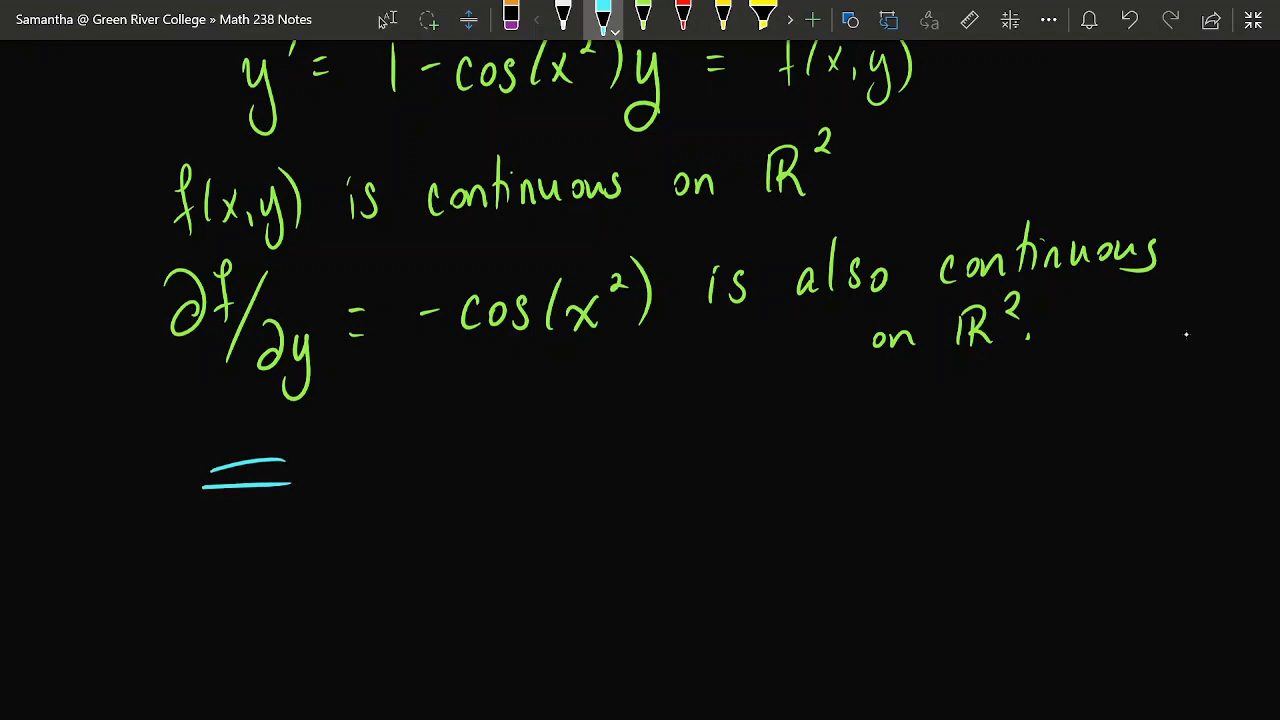 Samantha @ Green River College » Math 238 Notes
y' = 1 - cos(x²)y = f(x,y)
f(x,y) is continuous on ℝ²
∂f/∂y = - cos(x²) is also continuous
on ℝ².